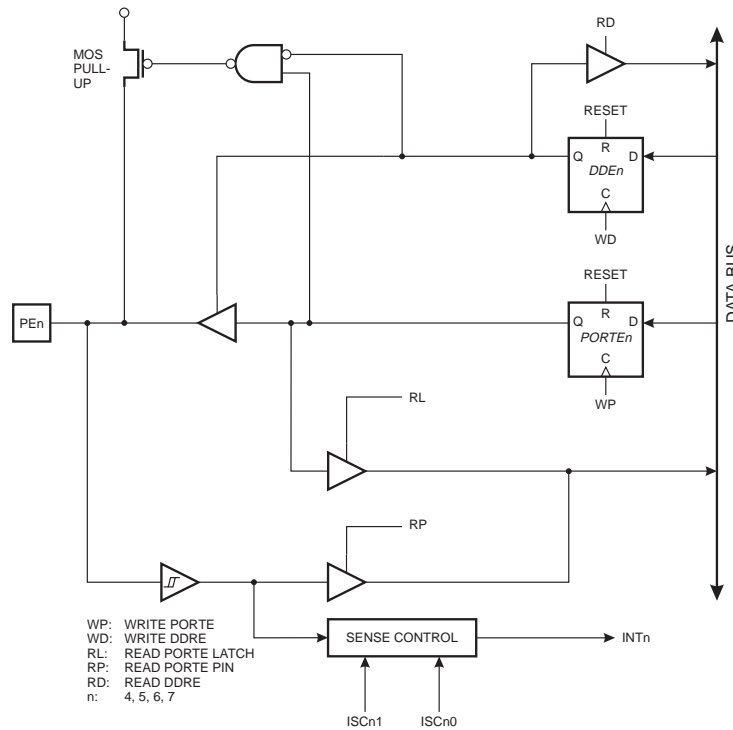 RD
MOS
PULL-
UP
RESET
R
Q
D
DDEn
C
WD
DATA BUS
RESET
R
PEn
Q
D
PORTEn
C
WP
RL
RP
WP: WRITE PORTE
WD: WRITE DDRE
RL: READ PORTE LATCH
RP: READ PORTE PIN
RD: READ DDRE
n: 4, 5, 6, 7
SENSE CONTROL
INTn
ISCn1
ISCn0